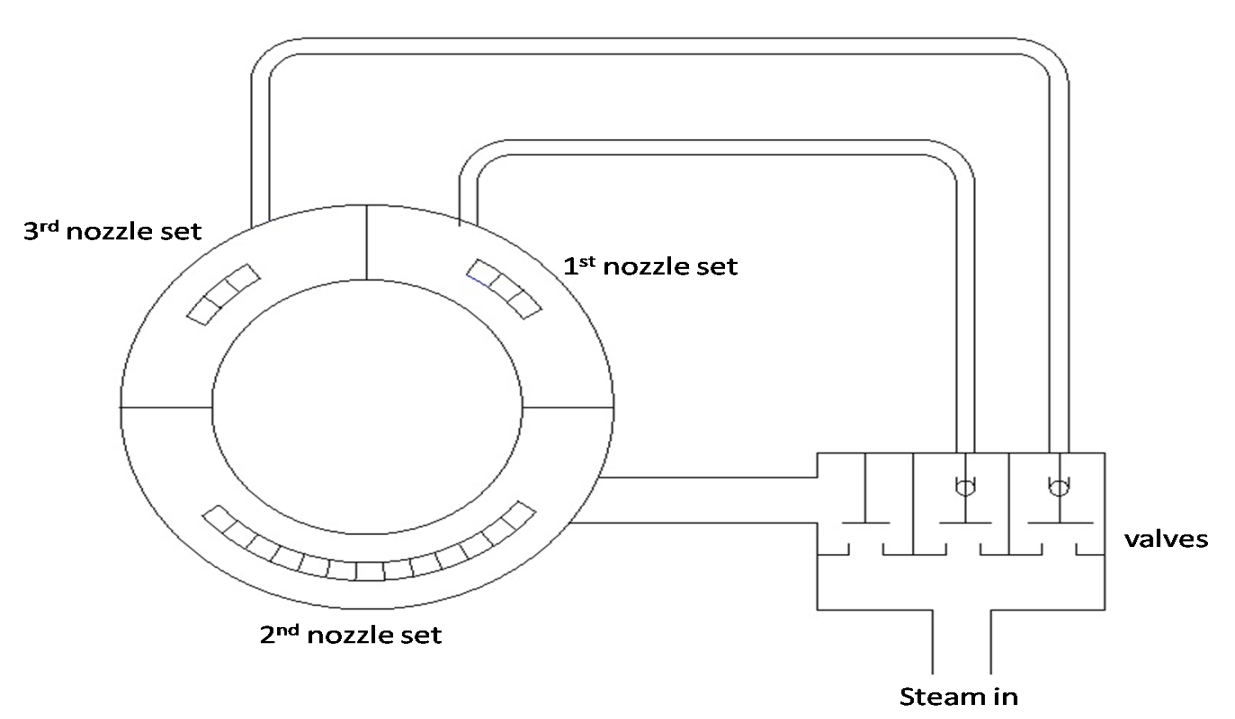 3rd nozzle set
1st nozzle set
valves
2nd nozzle set
Steam in